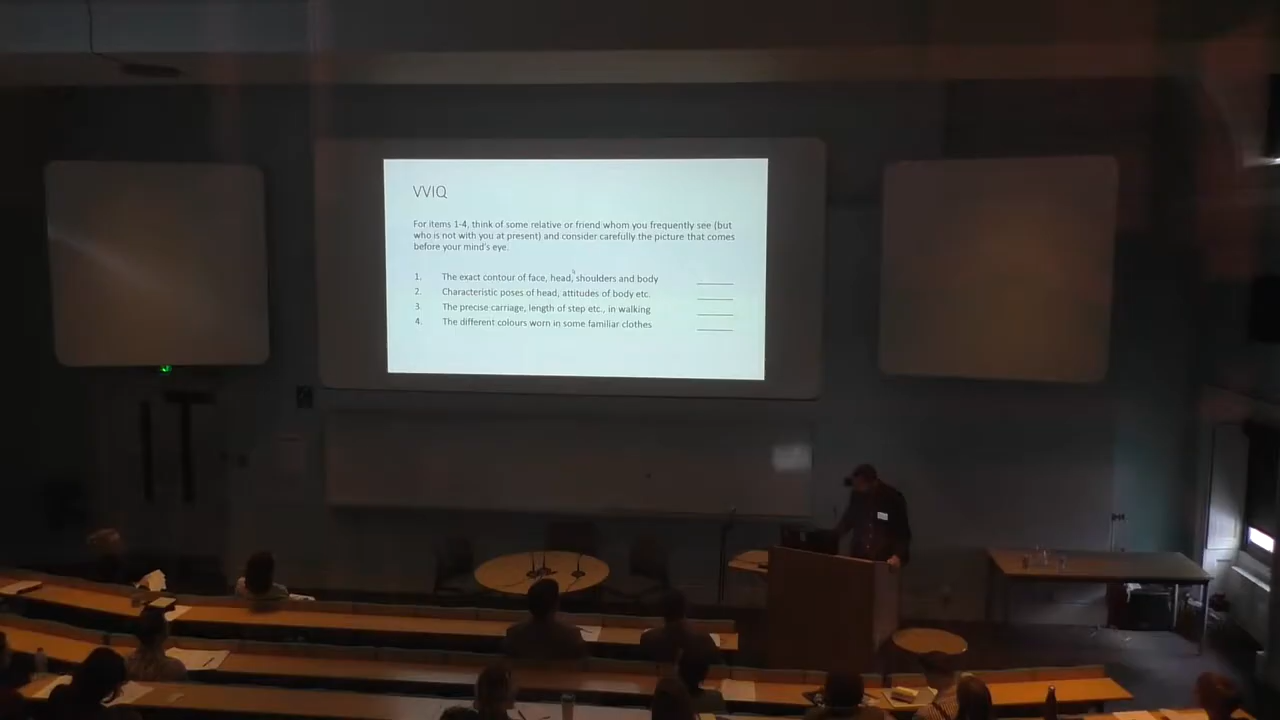 VVIQ
For items 1-4, think of some relative or friend whom you frequently see (but
who is not with you at present) and consider carefully the picture that comes
before your mind's eye.
1. The exact contour of face, head, shoulders and body
2. Characteristic poses of head, attitudes of body etc.
3. The precise carriage, length of step etc., in walking
4. The different colours worn in some familiar clothes